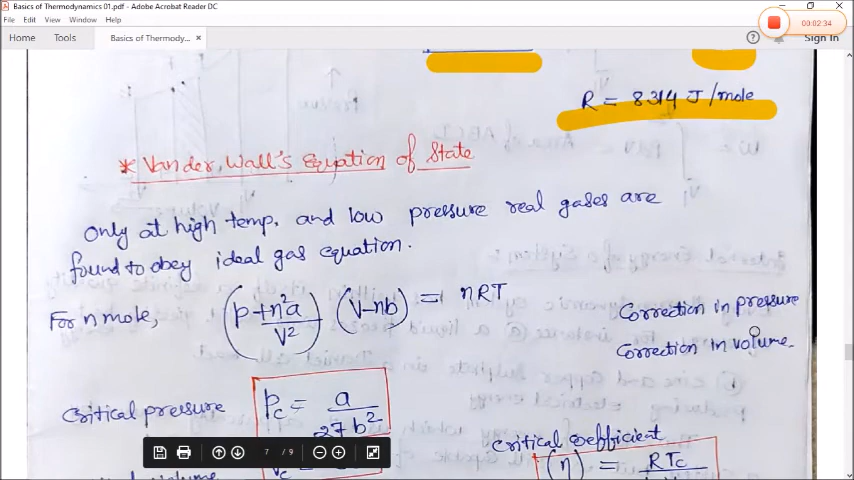 Basics of Thermodynamics 01.pdf - Adobe Acrobat Reader DC
File Edit View Window Help
Home Tools Basics of Thermody... ×
00:02:34
Sign In
R = 8.314 J/mole
* Vander Wall's Equation of State
Only at high temp. and low pressure real gases are
found to obey ideal gas equation.
For n mole, (P + n²a/V²) (V-nb) = nRT
Correction in pressure
Correction in volume
Critical pressure Pc = a/27b²
7 / 9
Critical coefficient
(η) = RTc